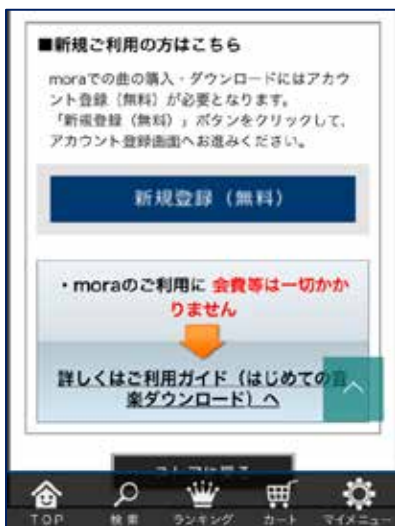 ■新規ご利用の方はこちら
moraでの曲の購入・ダウンロードにはアカウ
ント登録（無料）が必要となります。
「新規登録（無料）」ボタンをクリックして、
アカウント登録画面へお進みください。
新規登録（無料）
・moraのご利用に 会費等は一切かか
りません
詳しくはご利用ガイド（はじめての音
楽ダウンロード）へ
ストアに戻る
TOP 検索 ランキング カート マイメニュー